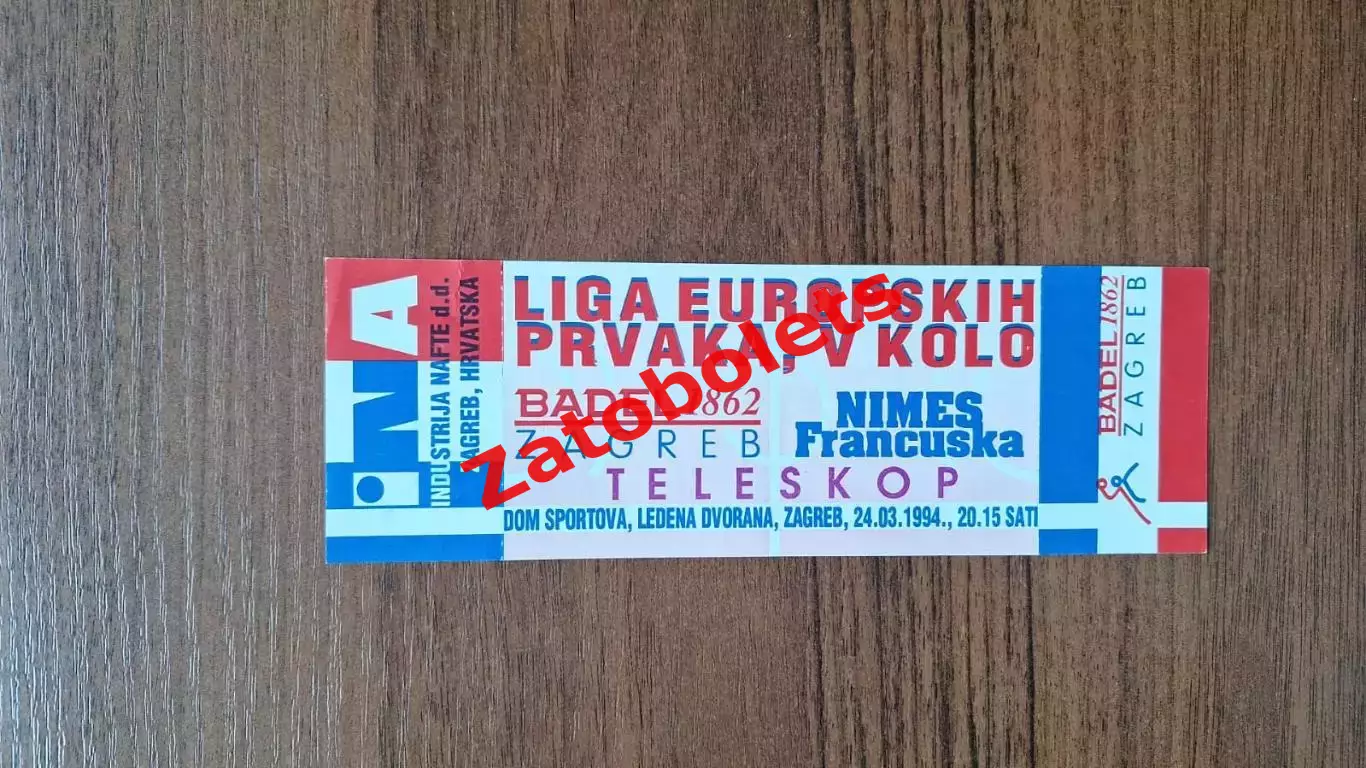 INA
INDUSTRIJA NAFTE d.d.
ZAGREB, HRVATSKA
LIGA EUROPSKIH
PRVAKA, V KOLO
BADEL 1862
ZAGREB
NIMES
Francuska
TELESKOP
DOM SPORTOVA, LEDENA DVORANA, ZAGREB, 24.03.1994., 20.15 SATI
BADEL 1862
ZAGREB
Zatobolets